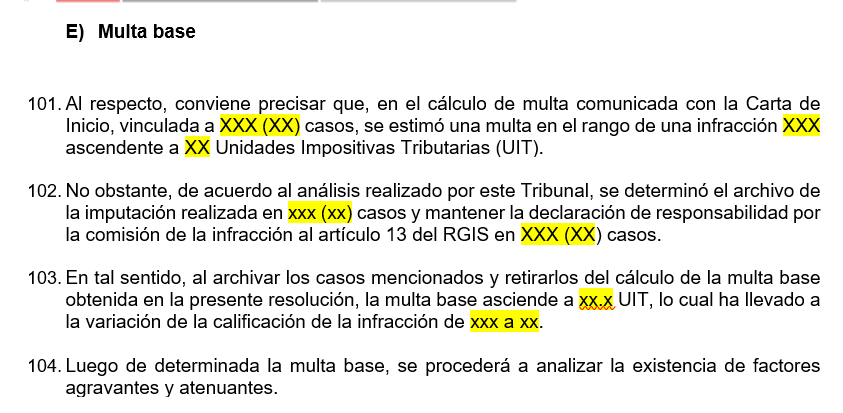 E) Multa base
101. Al respecto, conviene precisar que, en el cálculo de multa comunicada con la Carta de
Inicio, vinculada a XXX (XX) casos, se estimó una multa en el rango de una infracción XXX
ascendente a XX Unidades Impositivas Tributarias (UIT).
102. No obstante, de acuerdo al análisis realizado por este Tribunal, se determinó el archivo de
la imputación realizada en xxx (xx) casos y mantener la declaración de responsabilidad por
la comisión de la infracción al artículo 13 del RGIS en XXX (XX) casos.
103. En tal sentido, al archivar los casos mencionados y retirarlos del cálculo de la multa base
obtenida en la presente resolución, la multa base asciende a xx.x UIT, lo cual ha llevado a
la variación de la calificación de la infracción de xxx a xx.
104. Luego de determinada la multa base, se procederá a analizar la existencia de factores
agravantes y atenuantes.